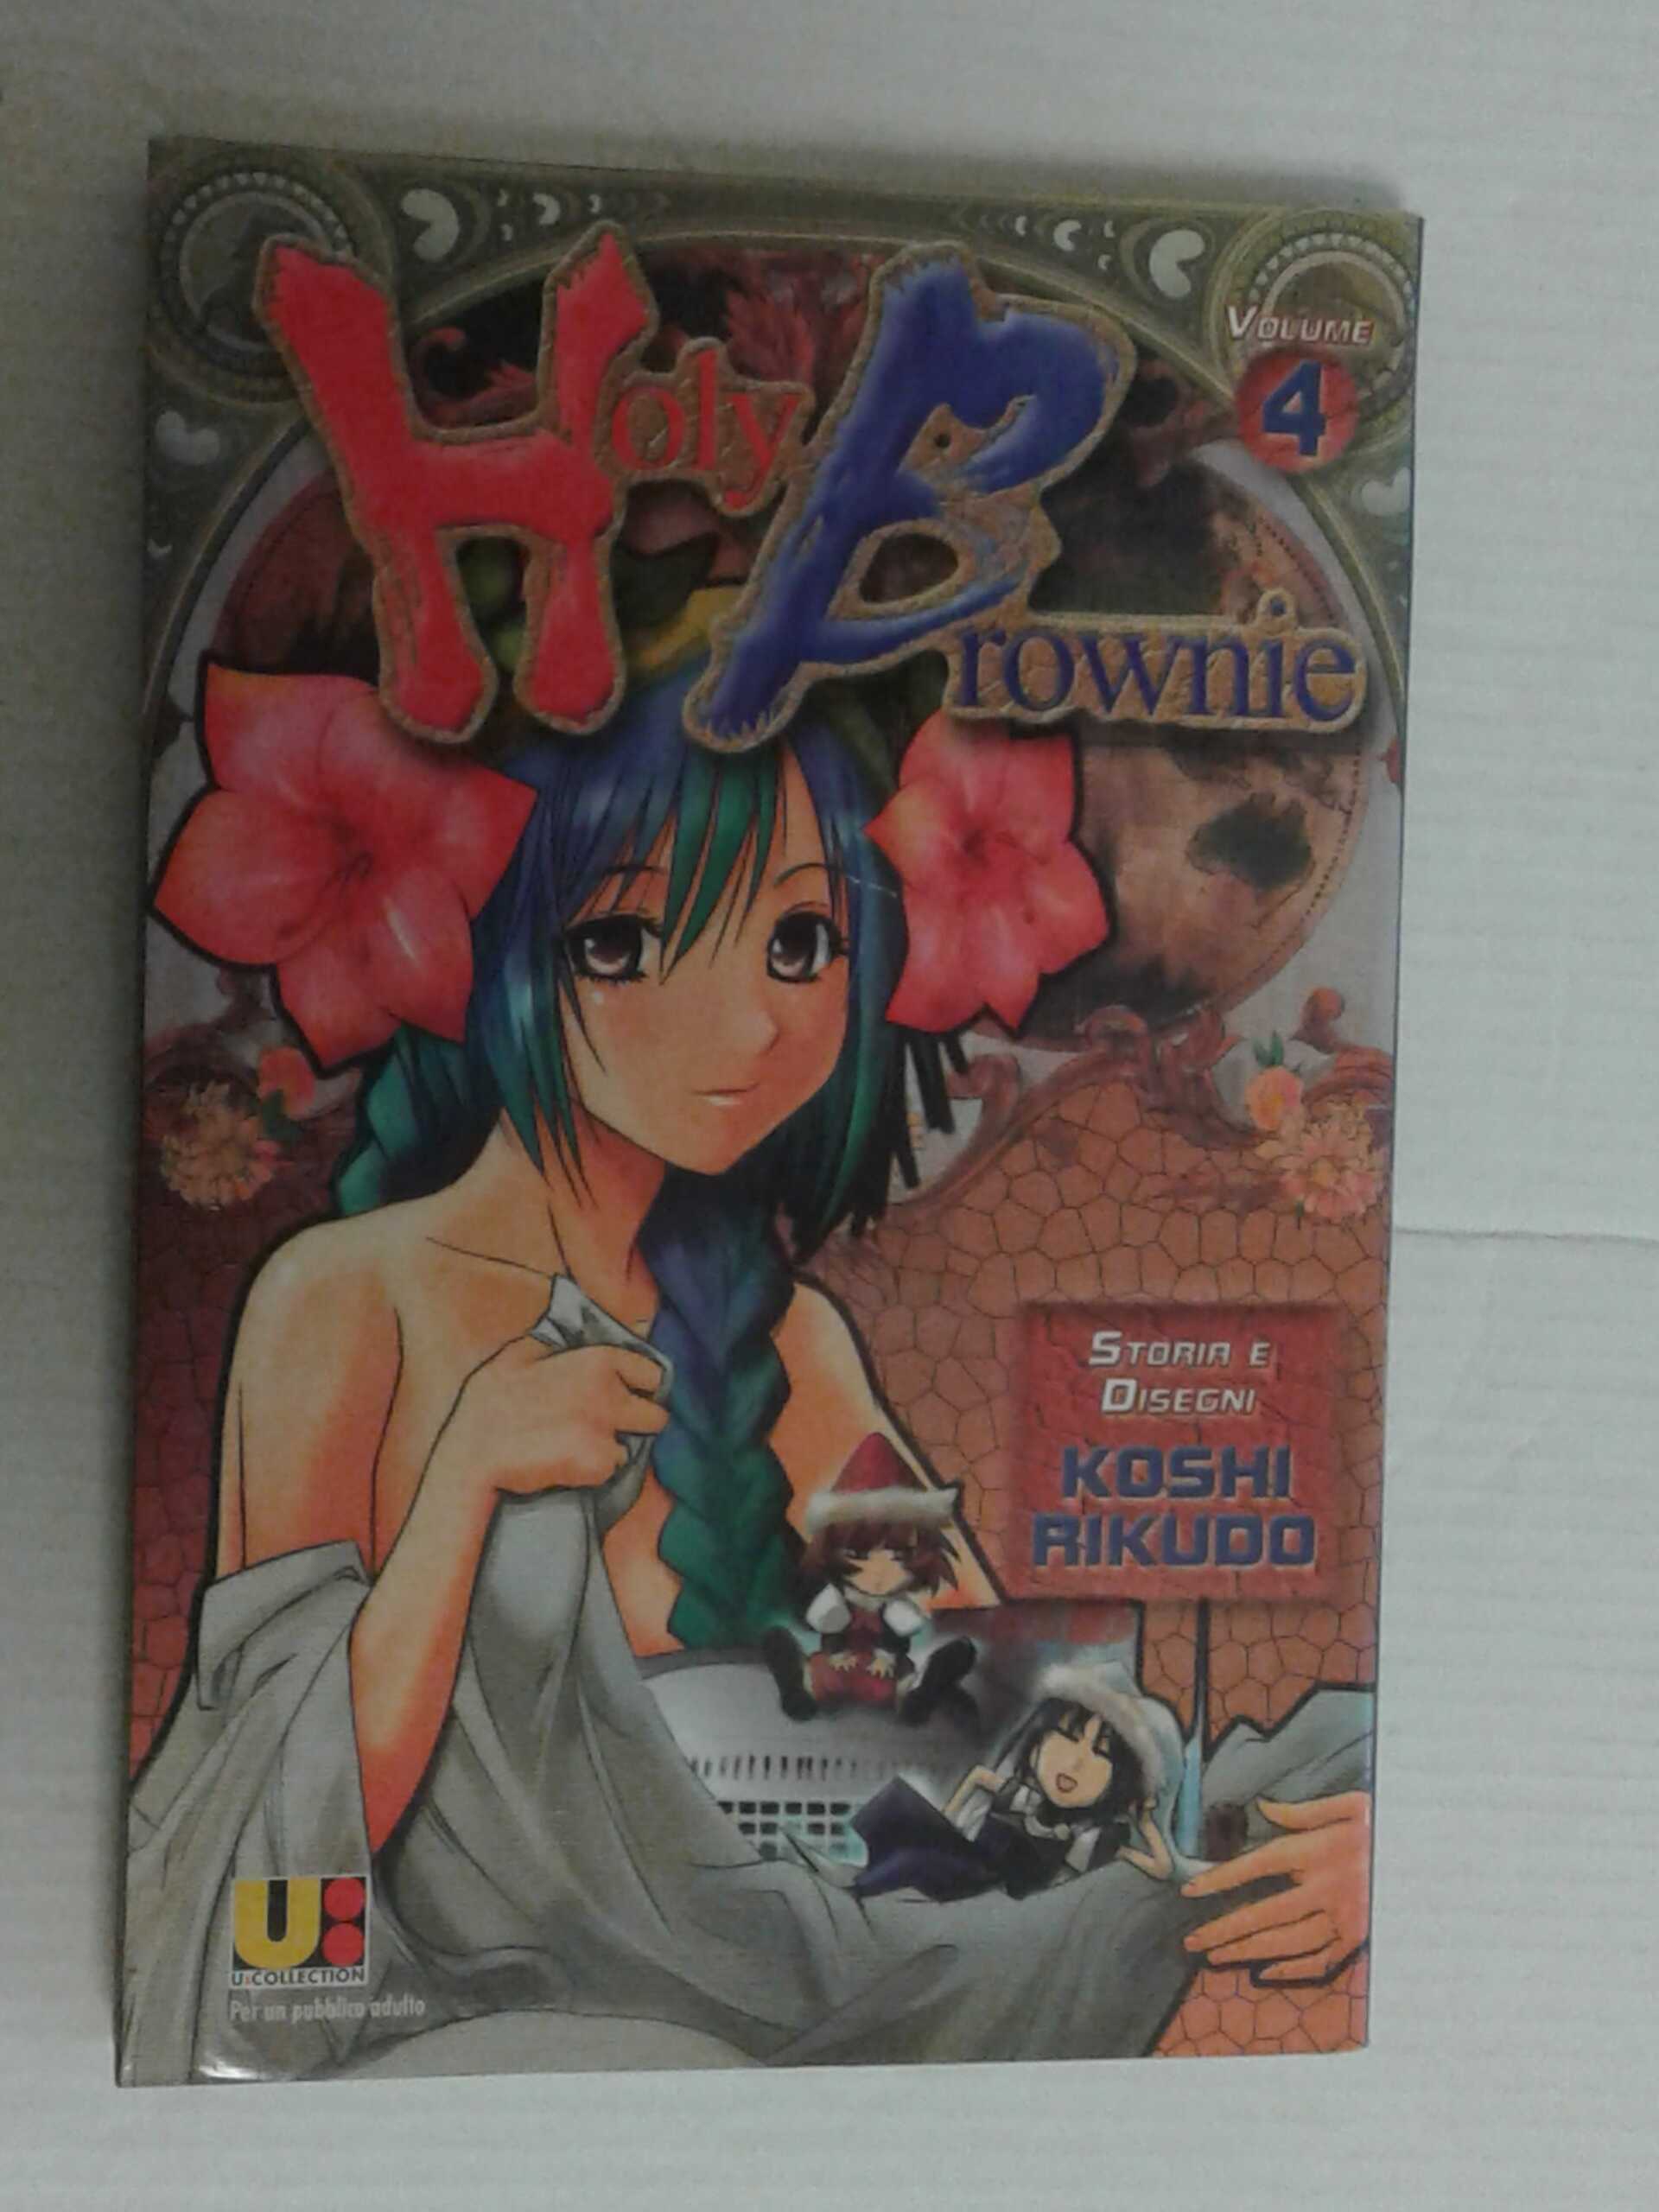 Holy
Brownie
VOLUME
4
STORIA E
DISEGNI
KOSHI
RIKUDO
U:
U:COLLECTION
Per un pubblico adulto